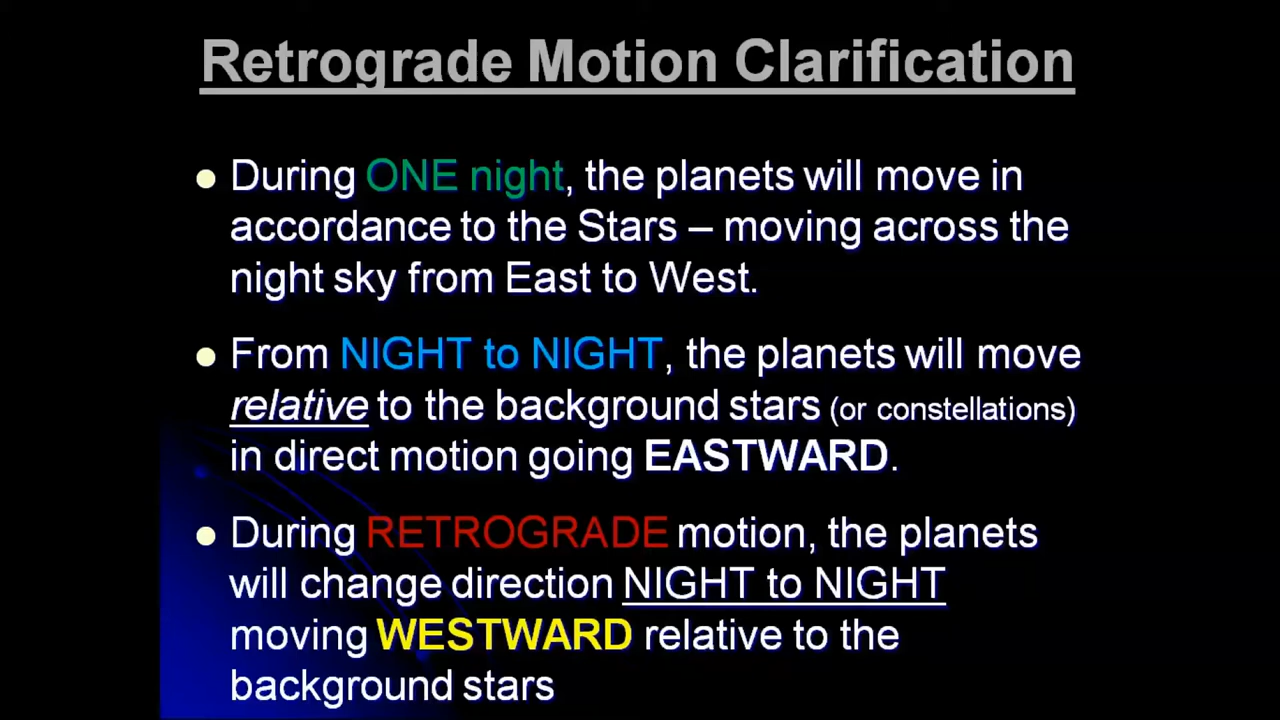 Retrograde Motion Clarification
During ONE night, the planets will move in
accordance to the Stars – moving across the
night sky from East to West.
From NIGHT to NIGHT, the planets will move
relative to the background stars (or constellations)
in direct motion going EASTWARD.
During RETROGRADE motion, the planets
will change direction NIGHT to NIGHT
moving WESTWARD relative to the
background stars